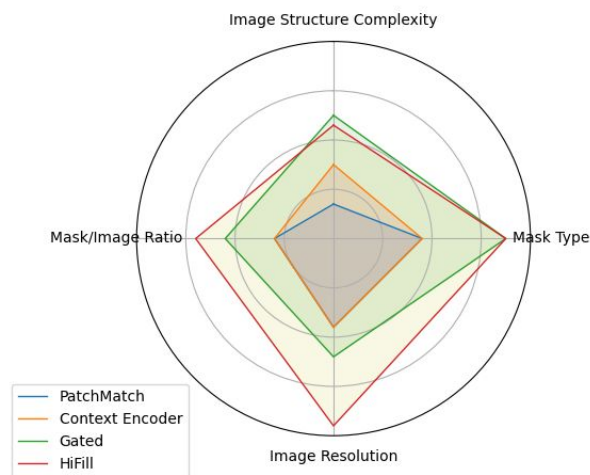 Image Structure Complexity
Mask/Image Ratio
Mask Type
PatchMatch
Context Encoder
Gated
HiFill
Image Resolution